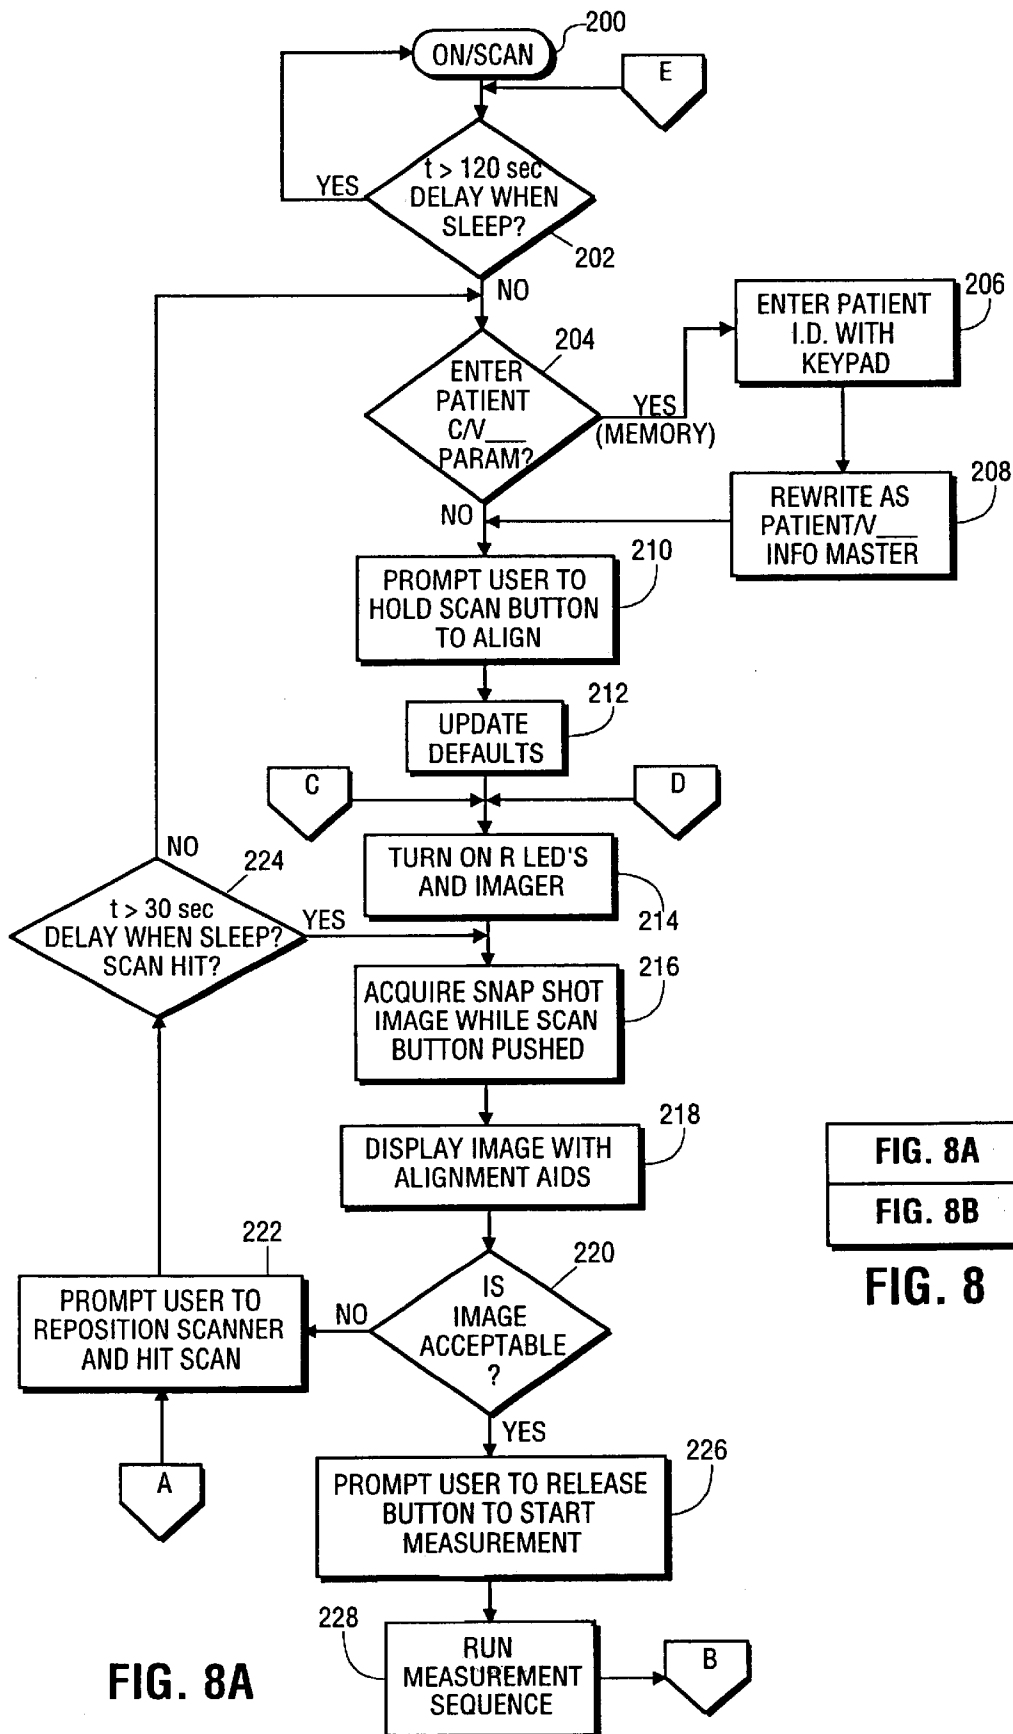 200
ON/SCAN
E
t > 120 sec
DELAY WHEN
SLEEP?
YES
202
NO
206
ENTER PATIENT
I.D. WITH
KEYPAD
204
ENTER
PATIENT
C/V___
PARAM?
YES
(MEMORY)
208
REWRITE AS
PATIENT/V___
INFO MASTER
NO
210
PROMPT USER TO
HOLD SCAN BUTTON
TO ALIGN
212
UPDATE
DEFAULTS
C
D
NO
224
TURN ON R LED'S
AND IMAGER
214
t > 30 sec
DELAY WHEN SLEEP?
SCAN HIT?
YES
216
ACQUIRE SNAP SHOT
IMAGE WHILE SCAN
BUTTON PUSHED
218
DISPLAY IMAGE WITH
ALIGNMENT AIDS
FIG. 8A
FIG. 8B
FIG. 8
222
PROMPT USER TO
REPOSITION SCANNER
AND HIT SCAN
NO
220
IS
IMAGE
ACCEPTABLE
?
YES
A
226
PROMPT USER TO RELEASE
BUTTON TO START
MEASUREMENT
228
RUN
MEASUREMENT
SEQUENCE
B
FIG. 8A